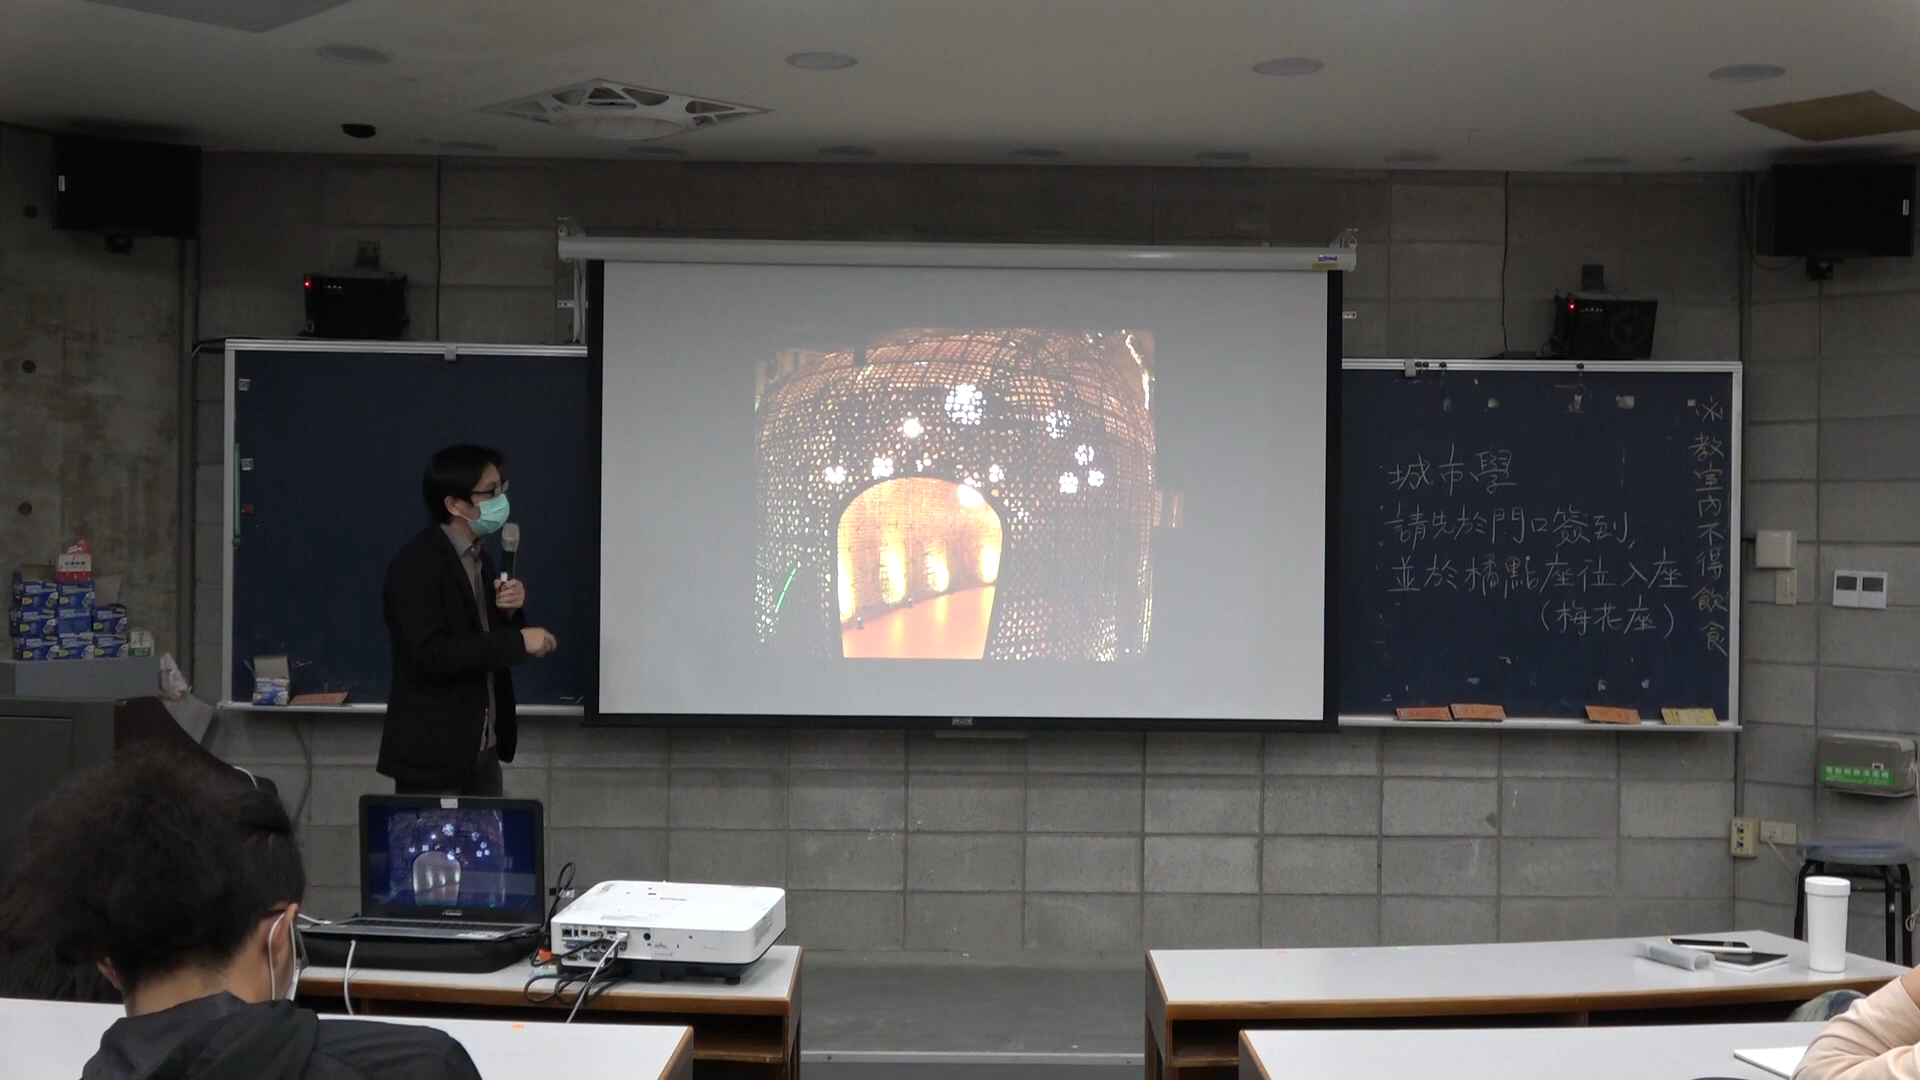 城市學
請先於門口簽到,
並於橘點座位入座
(梅花座)
※教室內不得飲食
ASUS